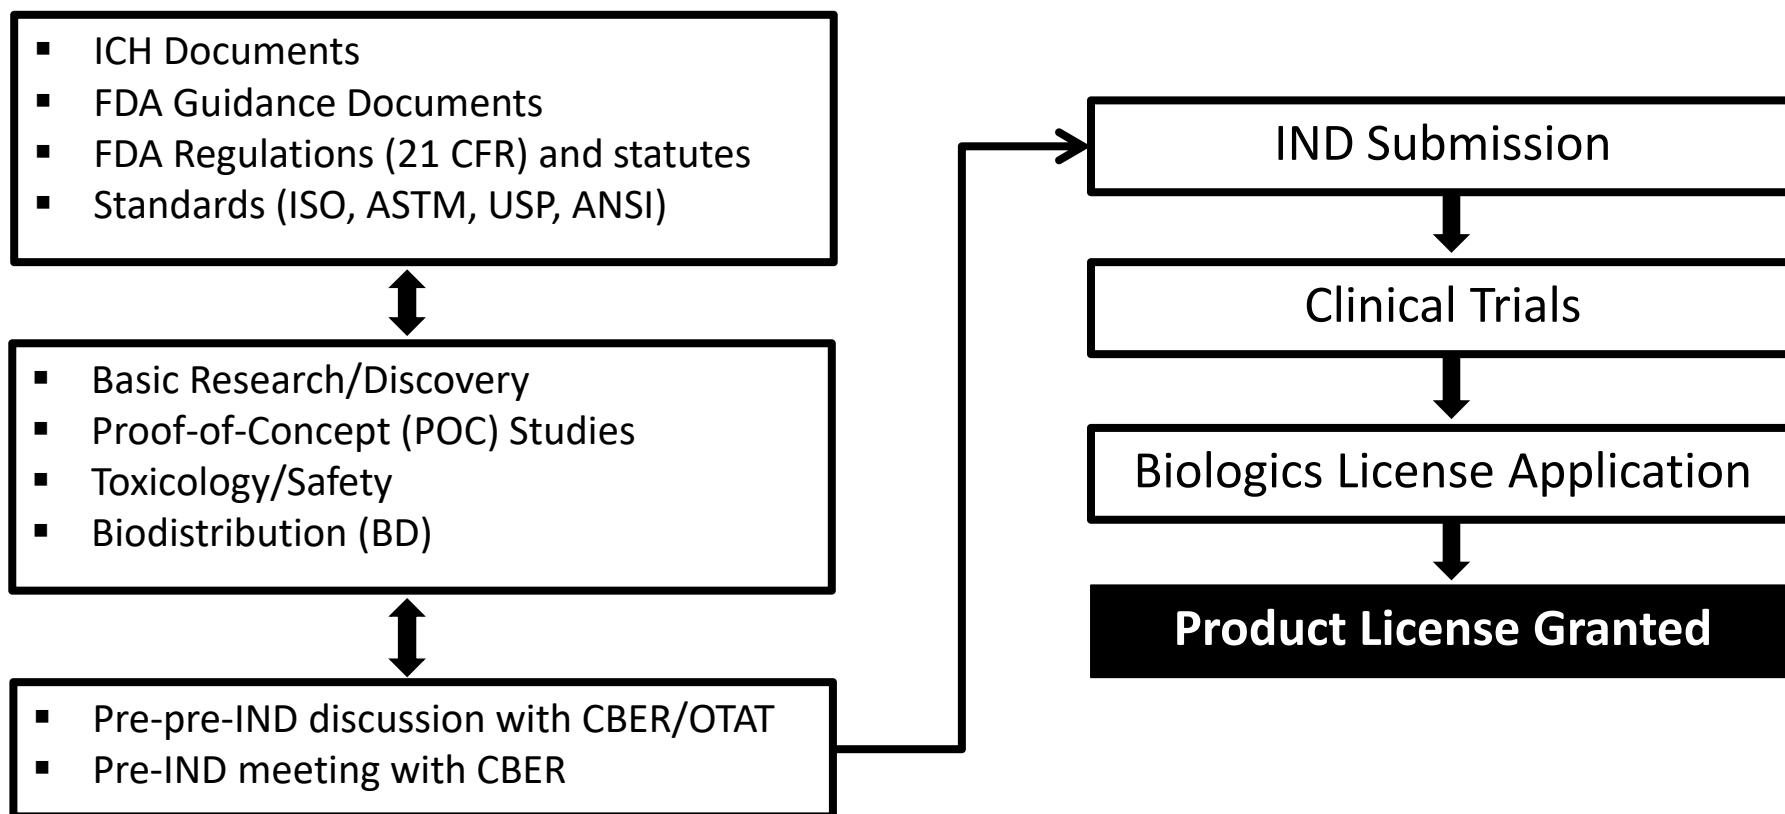 ▪ ICH Documents
▪ FDA Guidance Documents
▪ FDA Regulations (21 CFR) and statutes
▪ Standards (ISO, ASTM, USP, ANSI)
▪ Basic Research/Discovery
▪ Proof-of-Concept (POC) Studies
▪ Toxicology/Safety
▪ Biodistribution (BD)
▪ Pre-pre-IND discussion with CBER/OTAT
▪ Pre-IND meeting with CBER
IND Submission
Clinical Trials
Biologics License Application
Product License Granted